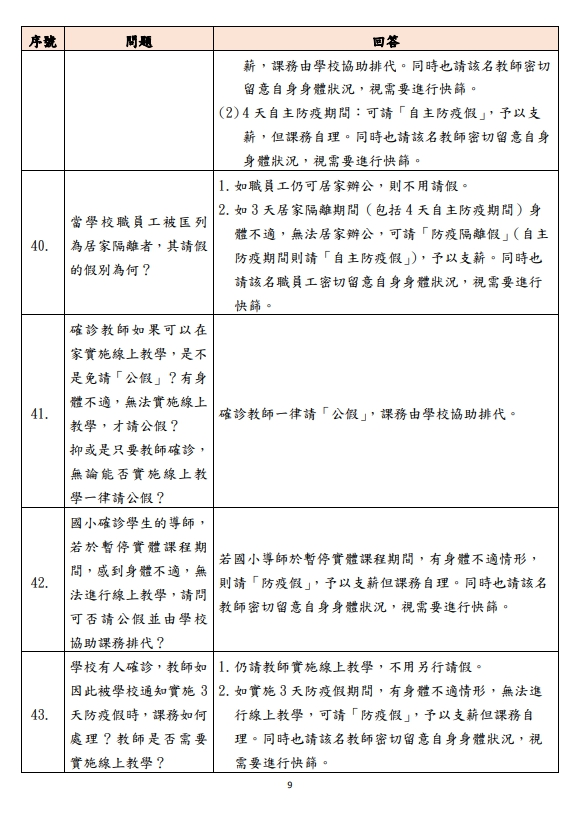 序號 問題 回答
薪，課務由學校協助排代。同時也請該名教師密切
留意自身身體狀況，視需要進行快篩。
(2)4 天自主防疫期間：可請「自主防疫假」，予以支
薪，但課務自理。同時也請該名教師密切留意自身
身體狀況，視需要進行快篩。
40.
當學校職員工被匡列
為居家隔離者，其請假
的假別為何？
1. 如職員工仍可居家辦公，則不用請假。
2. 如 3 天居家隔離期間（包括 4 天自主防疫期間）身
體不適，無法居家辦公，可請「防疫隔離假」（自主
防疫期間則請「自主防疫假」），予以支薪。同時也
請該名職員工密切留意自身身體狀況，視需要進行
快篩。
41.
確診教師如果可以在
家實施線上教學，是不
是免請「公假」？有身
體不適，無法實施線上
教學，才請公假？
抑或是只要教師確診，
無論能否實施線上教
學一律請公假？
確診教師一律請「公假」，課務由學校協助排代。
42.
國小確診學生的導師，
若於暫停實體課程期
間，感到身體不適，無
法進行線上教學，請問
可否請公假並由學校
協助課務排代？
若國小導師於暫停實體課程期間，有身體不適情形，
則請「防疫假」，予以支薪但課務自理。同時也請該名
教師密切留意自身身體狀況，視需要進行快篩。
43.
學校有人確診，教師如
因此被學校通知實施 3
天防疫假時，課務如何
處理？教師是否需要
實施線上教學？
1. 仍請教師實施線上教學，不用另行請假。
2. 如實施 3 天防疫假期間，有身體不適情形，無法進
行線上教學，可請「防疫假」，予以支薪但課務自
理。同時也請該名教師密切留意自身身體狀況，視
需要進行快篩。
9